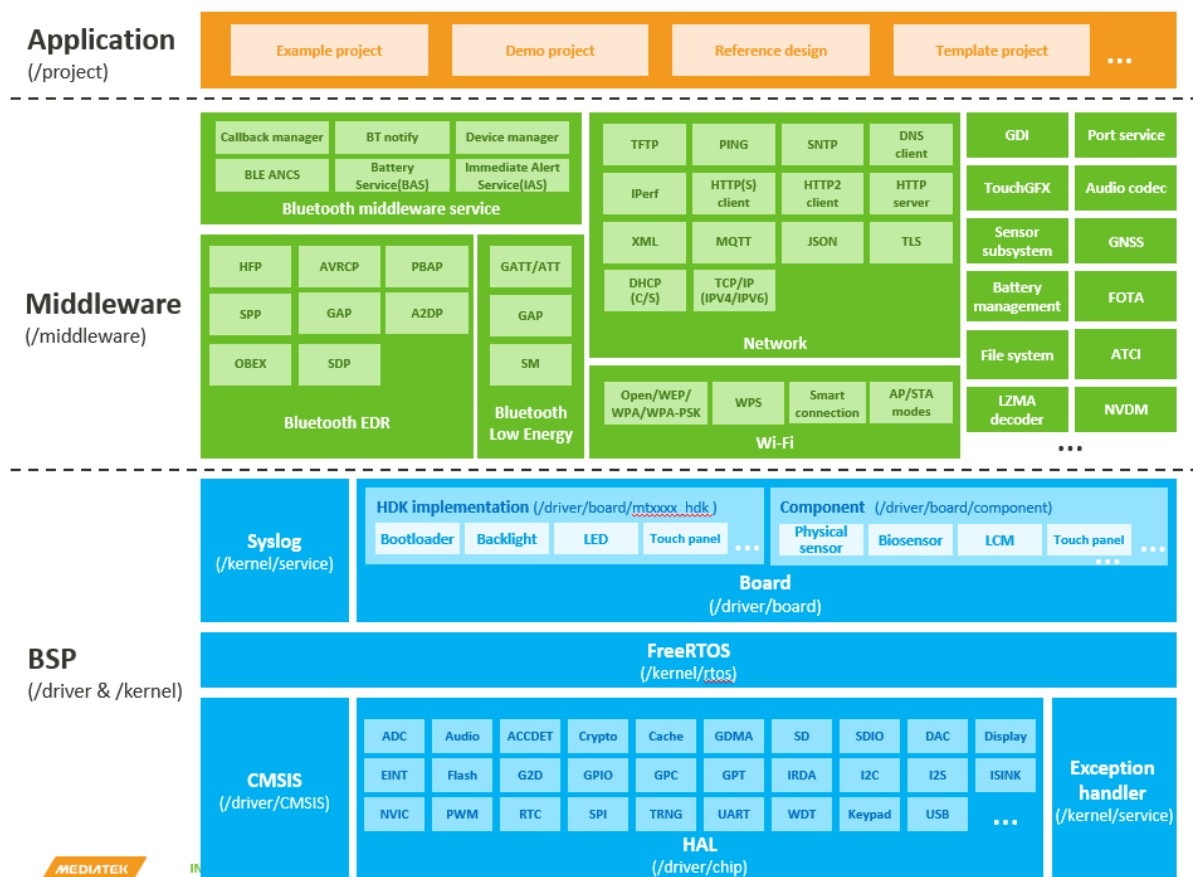 Application
(/project)
Example project
Demo project
Reference design
Template project
...
Middleware
(/middleware)
Callback manager
BT notify
Device manager
BLE ANCS
Battery
Service(BAS)
Immediate Alert
Service(IAS)
Bluetooth middleware service
HFP
AVRCP
PBAP
SPP
GAP
A2DP
OBEX
SDP
Bluetooth EDR
GATT/ATT
GAP
SM
Bluetooth
Low Energy
TFTP
PING
SNTP
DNS
client
IPerf
HTTP(S)
client
HTTP2
client
HTTP
server
XML
MQTT
JSON
TLS
DHCP
(C/S)
TCP/IP
(IPV4/IPV6)
Network
Open/WEP/
WPA/WPA-PSK
WPS
Smart
connection
AP/STA
modes
Wi-Fi
GDI
Port service
TouchGFX
Audio codec
Sensor
subsystem
GNSS
Battery
management
FOTA
File system
ATCI
LZMA
decoder
NVDM
...
BSP
(/driver & /kernel)
Syslog
(/kernel/service)
HDK implementation (/driver/board/mtxxxx_hdk )
Bootloader
Backlight
LED
Touch panel
...
Component (/driver/board/component)
Physical
sensor
Biosensor
LCM
Touch panel
...
...
Board
(/driver/board)
FreeRTOS
(/kernel/rtos)
CMSIS
(/driver/CMSIS)
ADC
Audio
ACCDET
Crypto
Cache
GDMA
SD
SDIO
DAC
Display
EINT
Flash
G2D
GPIO
GPC
GPT
IRDA
I2C
I2S
ISINK
NVIC
PWM
RTC
SPI
TRNG
UART
WDT
Keypad
USB
...
HAL
(/driver/chip)
Exception
handler
(/kernel/service)
MEDIATEK